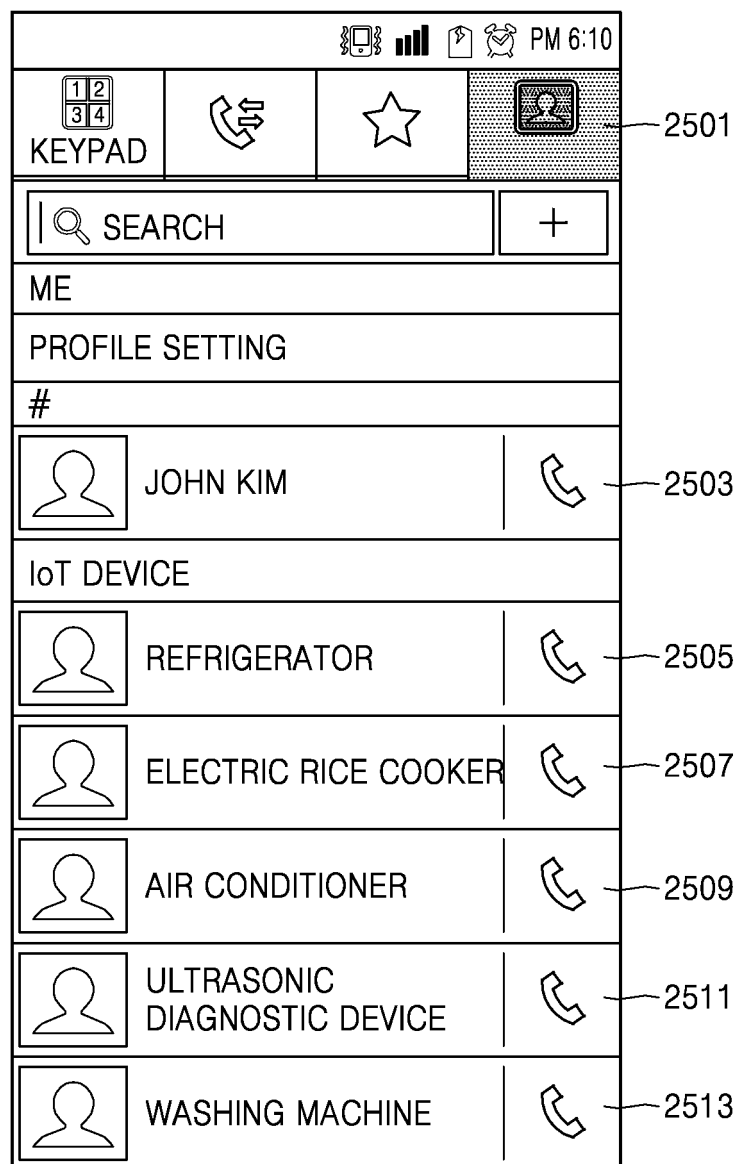 PM 6:10
1 2
3 4
KEYPAD
2501
SEARCH
+
ME
PROFILE SETTING
#
JOHN KIM
2503
IoT DEVICE
REFRIGERATOR
2505
ELECTRIC RICE COOKER
2507
AIR CONDITIONER
2509
ULTRASONIC
DIAGNOSTIC DEVICE
2511
WASHING MACHINE
2513